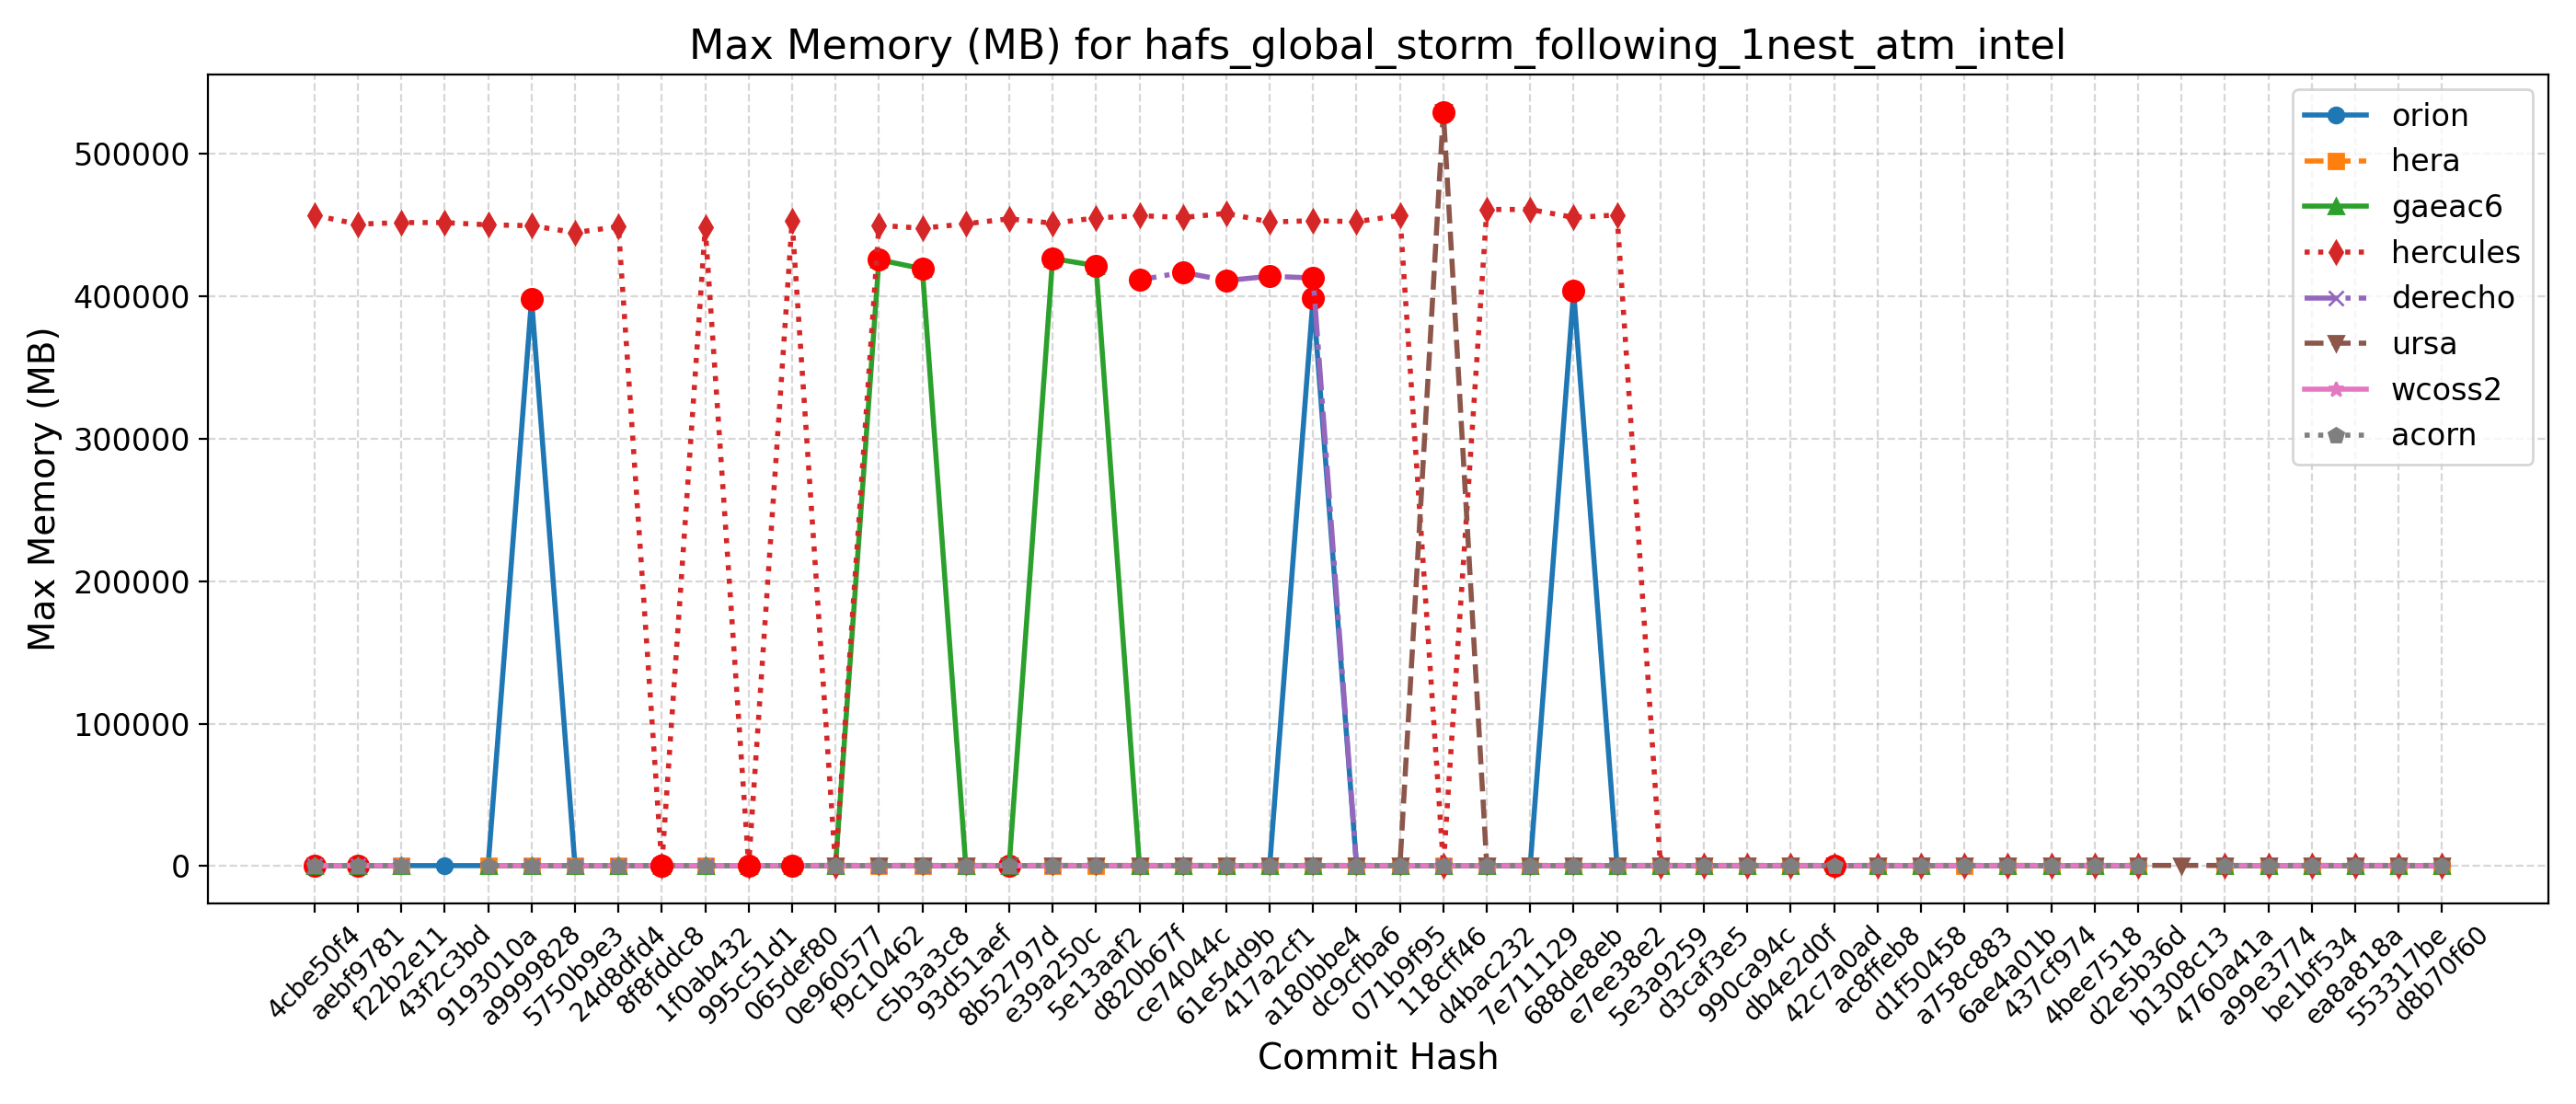 Max Memory (MB) for hafs_global_storm_following_1nest_atm_intel
Max Memory (MB)
500000
400000
300000
200000
100000
0
orion
hera
gaeac6
hercules
derecho
ursa
wcoss2
acorn
4cbe50f4
aebf9781
f22b2e11
43f2c3bd
9193010a
a9999828
5750b9e3
24d8dfd4
8f8fddc8
1f0ab432
995c51d1
065def80
0e960577
f9c10462
c5b3a3c8
93d51aef
8b52797d
e39a250c
5e13aaf2
d820b67f
ce74044c
61e54d9b
417a2cf1
a180bbe4
dc9cfba6
071b9f95
118cff46
d4bac232
7e711129
688de8eb
e7ee38e2
5e3a9259
d3caf3e5
990ca94c
db4e2d0f
42c7a0ad
ac8ffeb8
d1f50458
a758c883
6ae4a01b
437cf974
4bee7518
d2e5b36d
b1308c13
4760a41a
a99e3774
be1bf534
ea8a818a
553317be
d8b70f60
Commit Hash